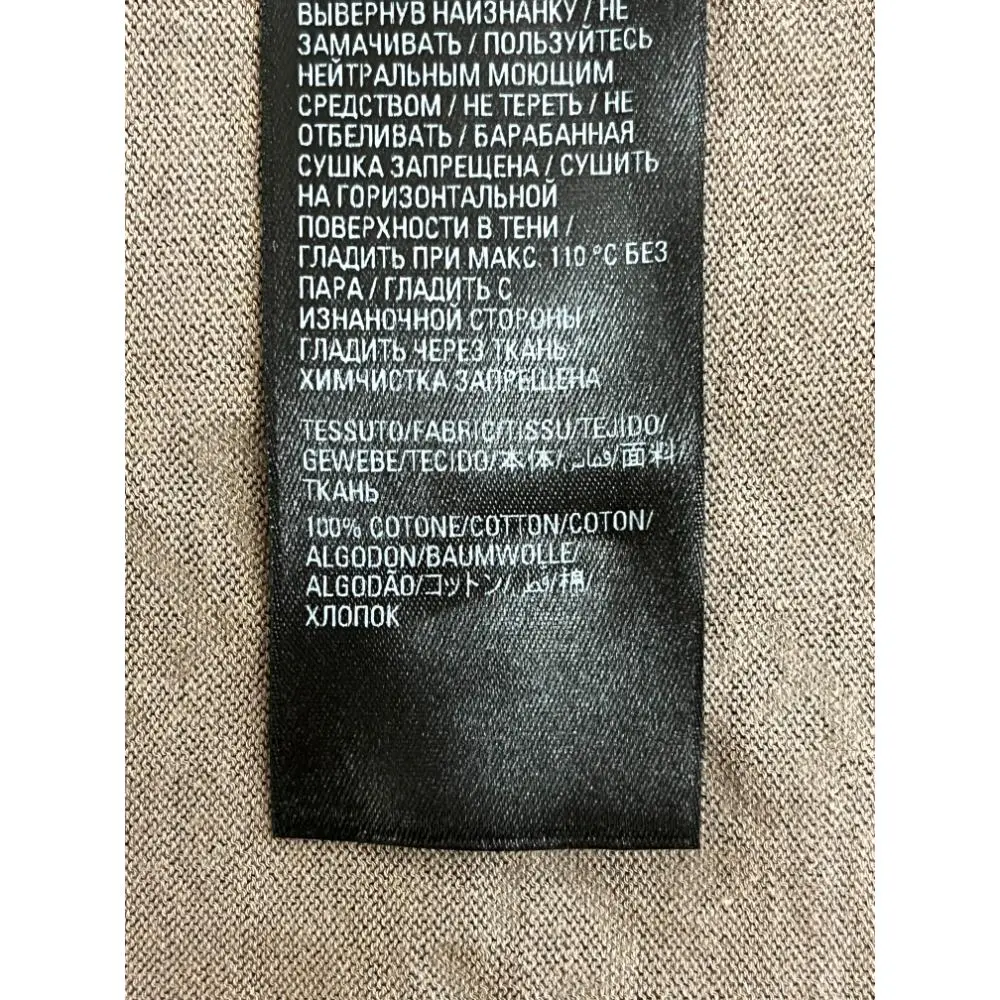 ВЫВЕРНУВ НАИЗНАНКУ / НЕ
ЗАМАЧИВАТЬ / ПОЛЬЗУЙТЕСЬ
НЕЙТРАЛЬНЫМ МОЮЩИМ
СРЕДСТВОМ / НЕ ТЕРЕТЬ / НЕ
ОТБЕЛИВАТЬ / БАРАБАННАЯ
СУШКА ЗАПРЕЩЕНА / СУШИТЬ
НА ГОРИЗОНТАЛЬНОЙ
ПОВЕРХНОСТИ В ТЕНИ /
ГЛАДИТЬ ПРИ МАКС. 110 °C БЕЗ
ПАРА / ГЛАДИТЬ С
ИЗНАНОЧНОЙ СТОРОНЫ /
ГЛАДИТЬ ЧЕРЕЗ ТКАНЬ /
ХИМЧИСТКА ЗАПРЕЩЕНА
TESSUTO/FABRIC/TISSU/TEJIDO/
GEWEBE/TECIDO/本体/قماش/面料/
ТКАНЬ
100% COTONE/COTTON/COTON/
ALGODON/BAUMWOLLE/
ALGODÃO/コットン/قطن/棉/
ХЛОПОК